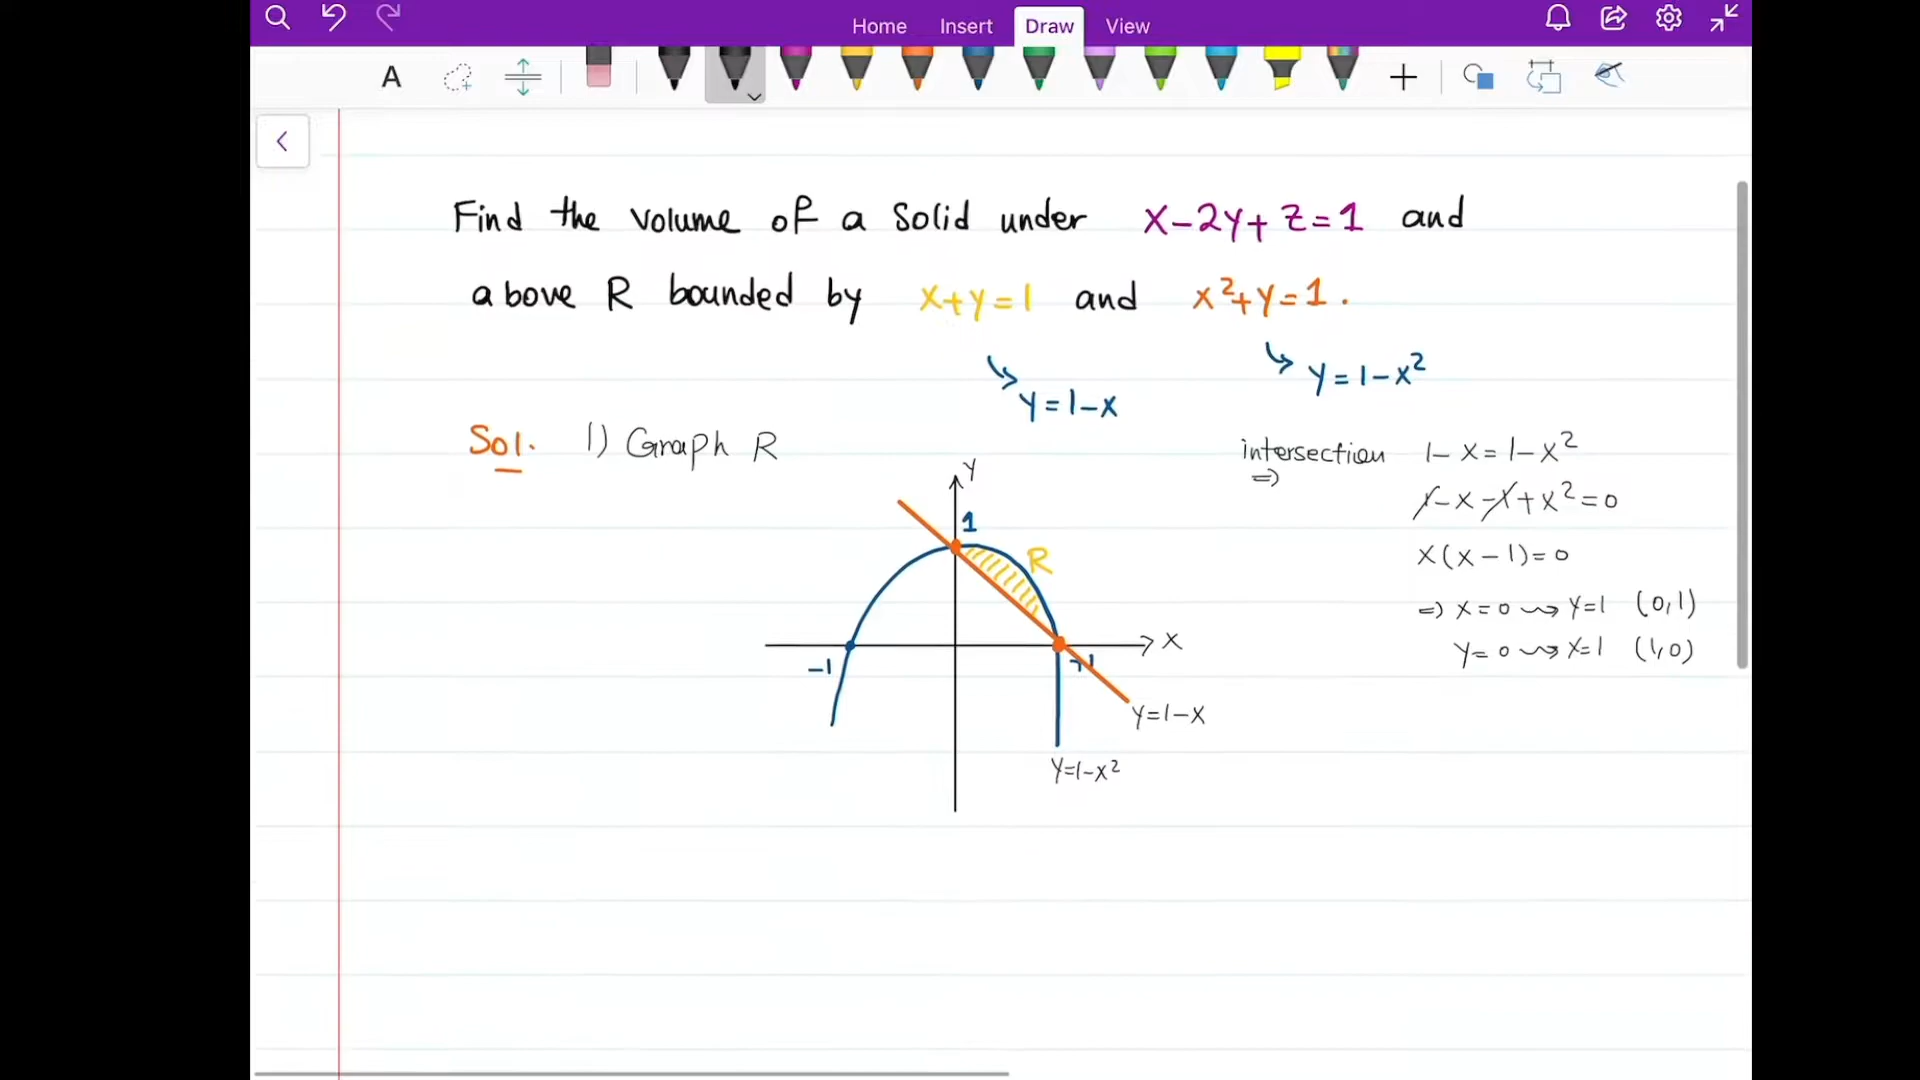 Home Insert Draw View
A
Find the volume of a solid under x-2y+z=1 and
above R bounded by x+y=1 and x²+y=1.
y=1-x²
y=1-x
Sol. 1) Graph R
intersection 1-x=1-x²
⇒
1-x-1+x²=0
x(x-1)=0
⇒ x=0 ⇝ y=1 (0,1)
y=0 ⇝ x=1 (1,0)
y
1
R
x
-1
+1
y=1-x
y=1-x²